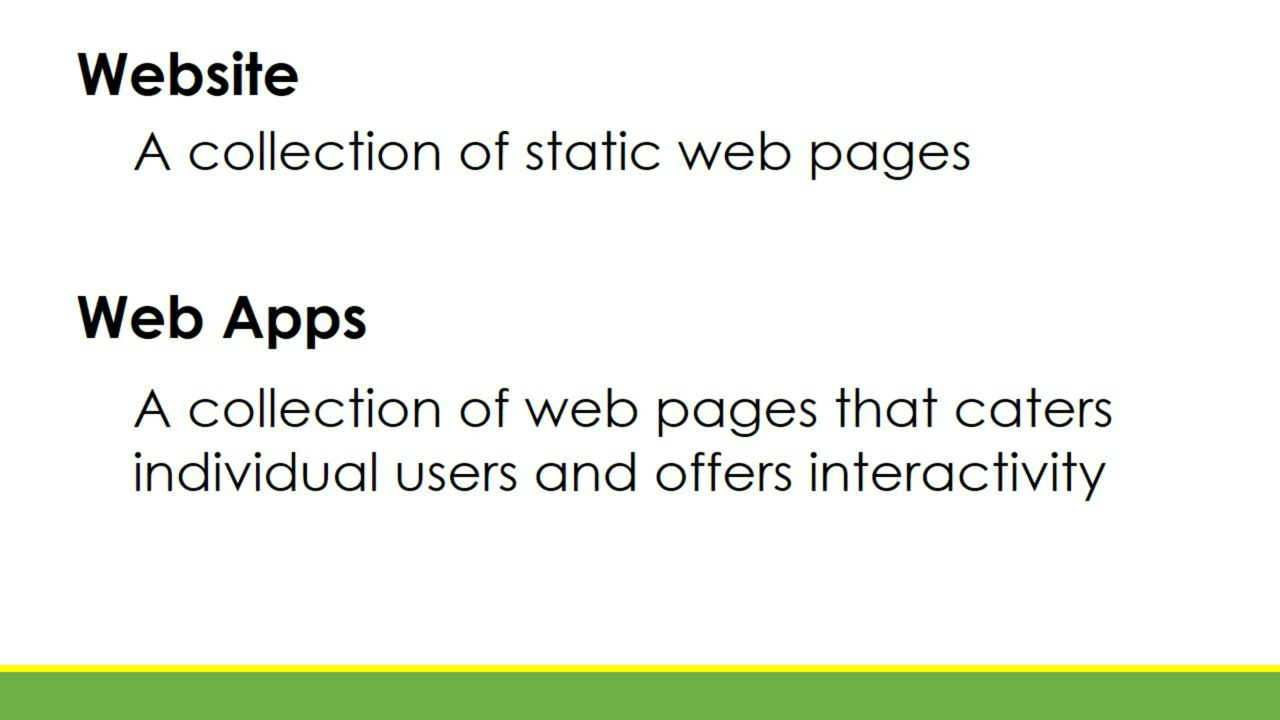 Website
A collection of static web pages
Web Apps
A collection of web pages that caters
individual users and offers interactivity